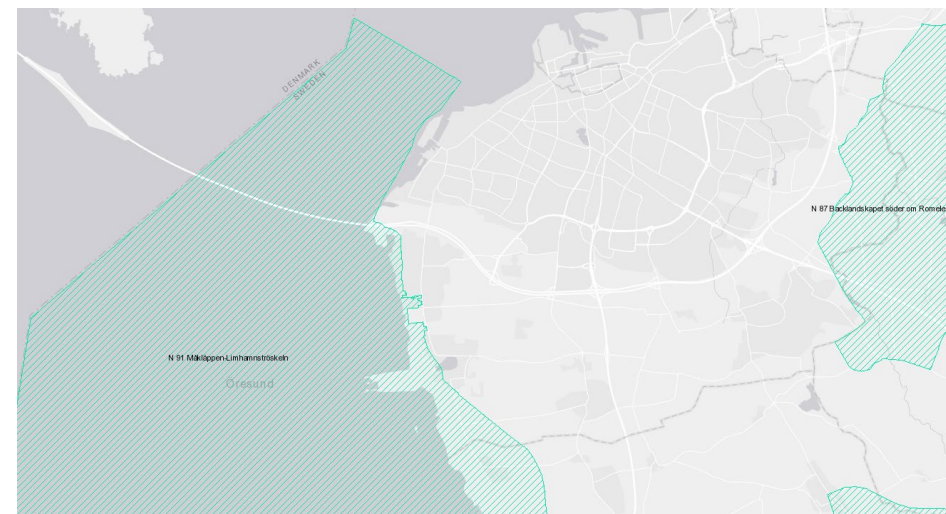 DENMARK
SWEDEN
N 87 Backlandskapet söder om Romele
N 91 Måkläppen-Limhamnströskeln
Öresund